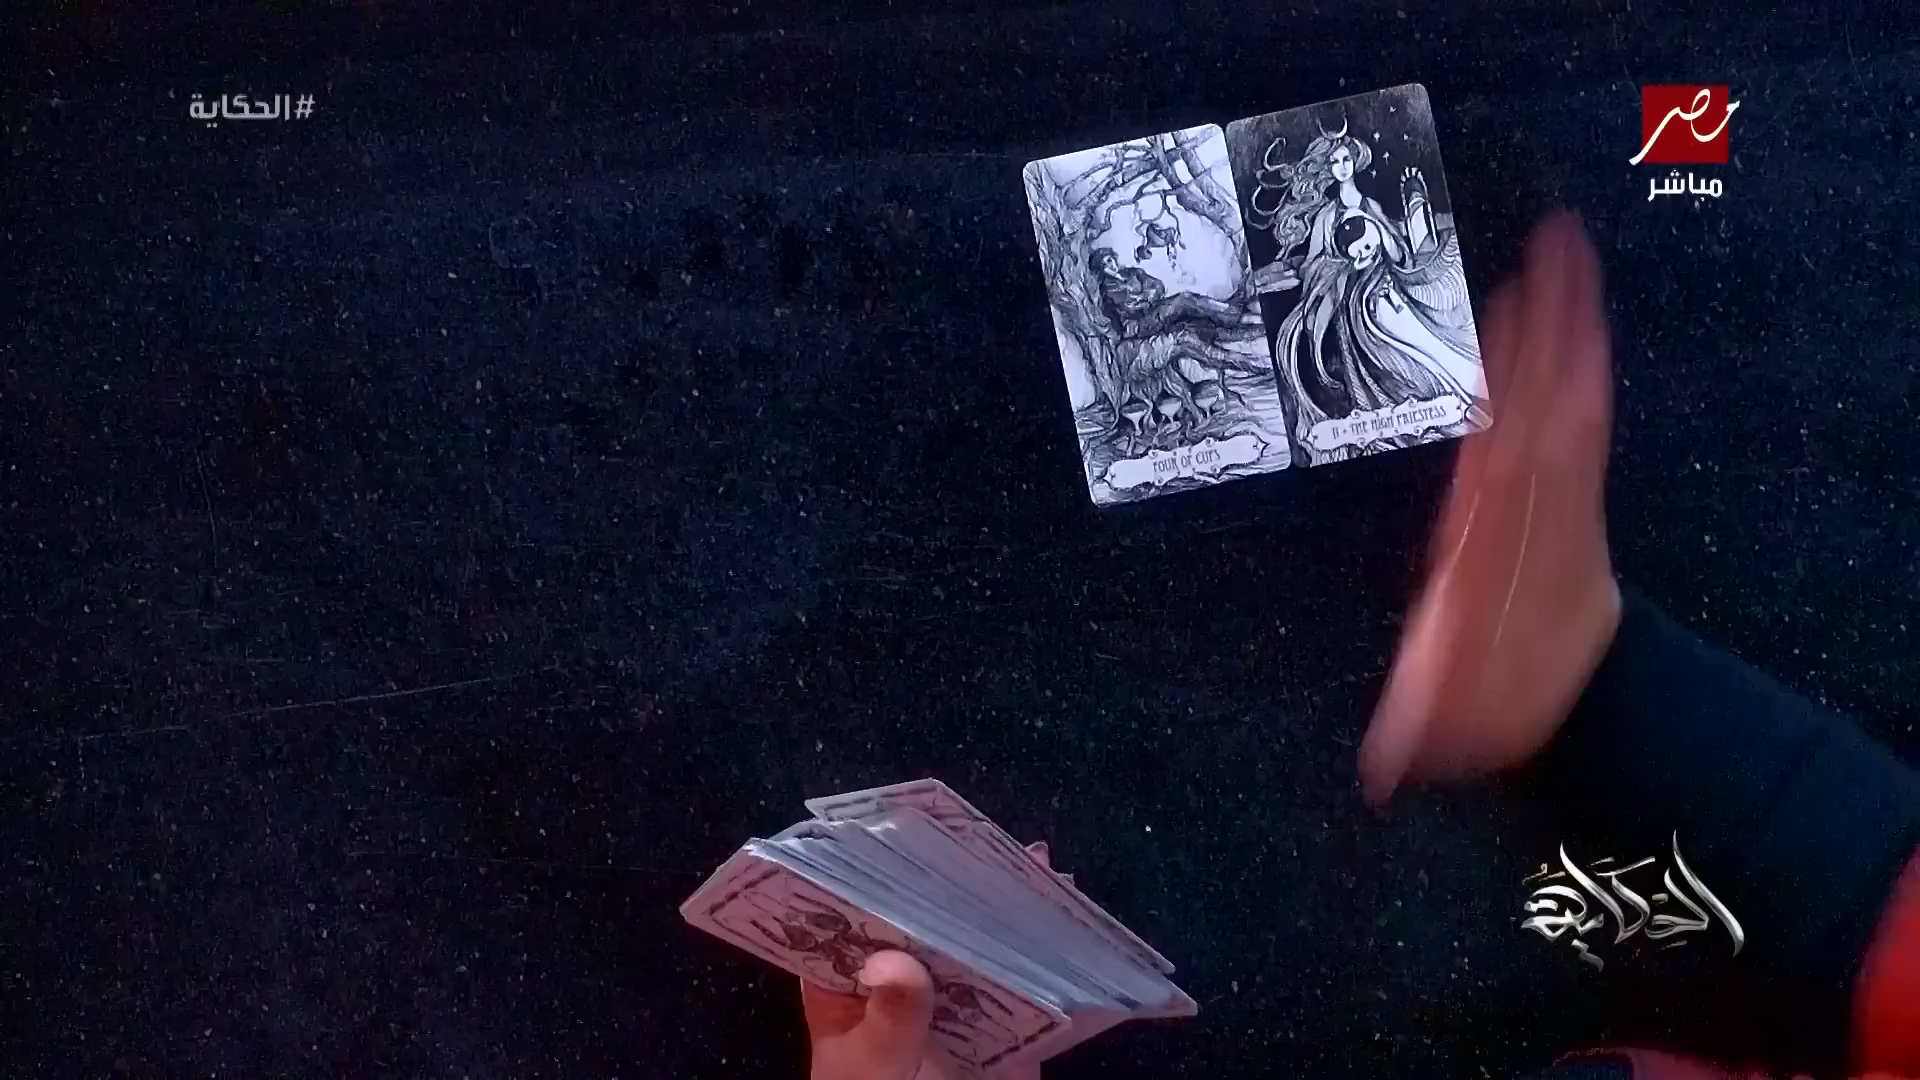 #الحكاية
مصر
مباشر
FOUR OF CUPS
II - THE HIGH PRIESTESS
الحكاية